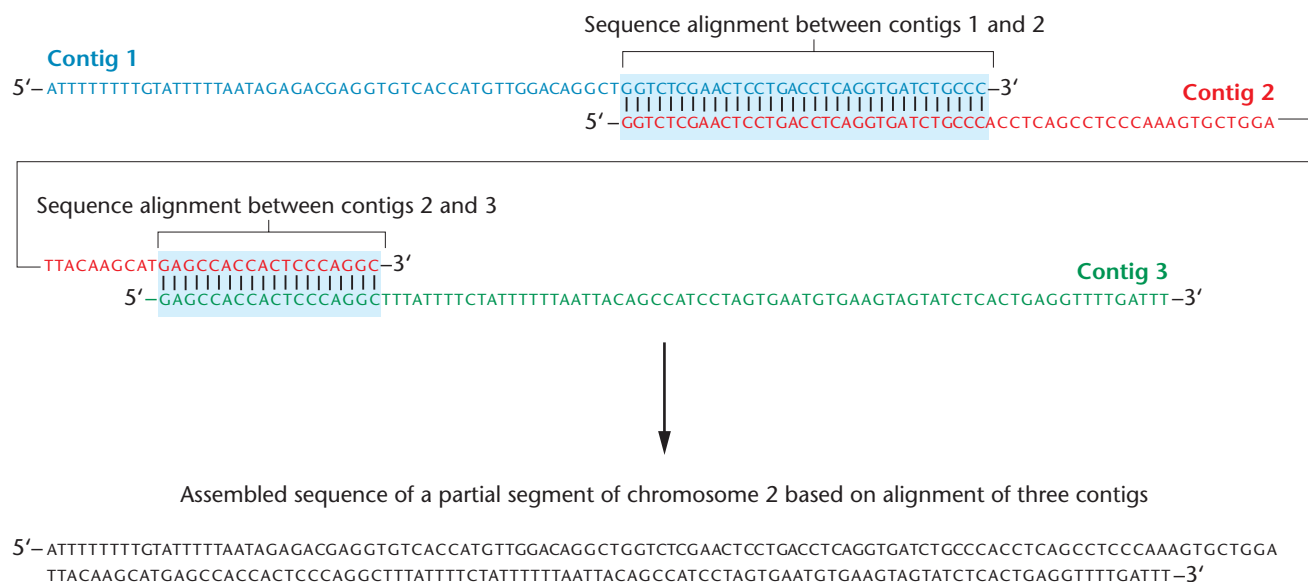 Sequence alignment between contigs 1 and 2
Contig 1
5′–ATTTTTTTTGTATTTTTAATAGAGACGAGGTGTCACCATGTTGGACAGGCTGGTCTCGAACTCCTGACCTCAGGTGATCTGCCC–3′
Contig 2
5′–GGTCTCGAACTCCTGACCTCAGGTGATCTGCCCACCTCAGCCTCCCAAAGTGCTGGA
Sequence alignment between contigs 2 and 3
TTACAAGCATGAGCCACCACTCCCAGGC–3′
Contig 3
5′–GAGCCACCACTCCCAGGCTTTATTTTCTATTTTTTAATTACAGCCATCCTAGTGAATGTGAAGTAGTATCTCACTGAGGTTTTGATTT–3′
Assembled sequence of a partial segment of chromosome 2 based on alignment of three contigs
5′–ATTTTTTTTGTATTTTTAATAGAGACGAGGTGTCACCATGTTGGACAGGCTGGTCTCGAACTCCTGACCTCAGGTGATCTGCCCACCTCAGCCTCCCAAAGTGCTGGA
TTACAAGCATGAGCCACCACTCCCAGGCTTTATTTTCTATTTTTTAATTACAGCCATCCTAGTGAATGTGAAGTAGTATCTCACTGAGGTTTTGATTT–3′